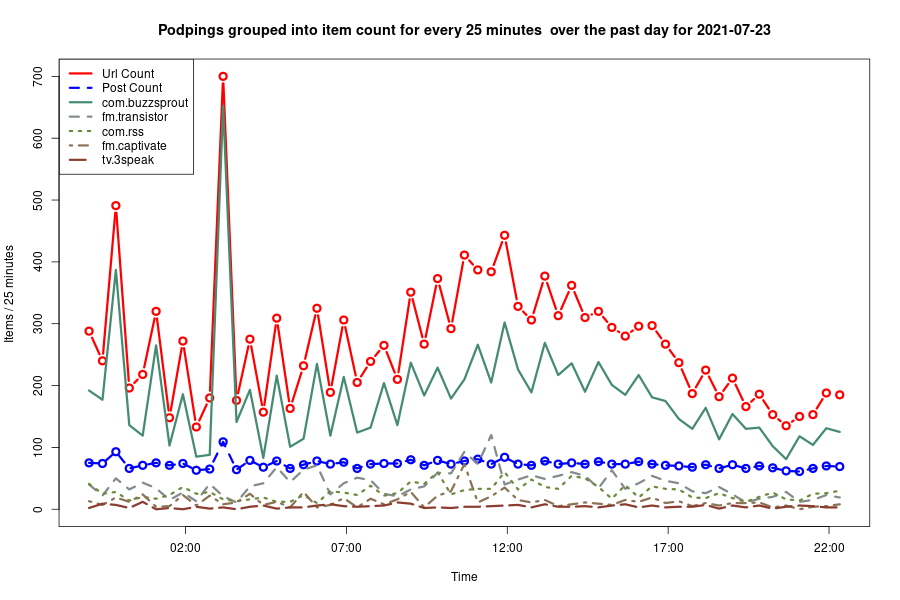 Podpings grouped into item count for every 25 minutes  over the past day for 2021-07-23
Url Count
Post Count
com.buzzsprout
fm.transistor
com.rss
fm.captivate
tv.3speak
700
600
500
400
300
200
100
0
Items / 25 minutes
02:00 07:00 12:00 17:00 22:00
Time